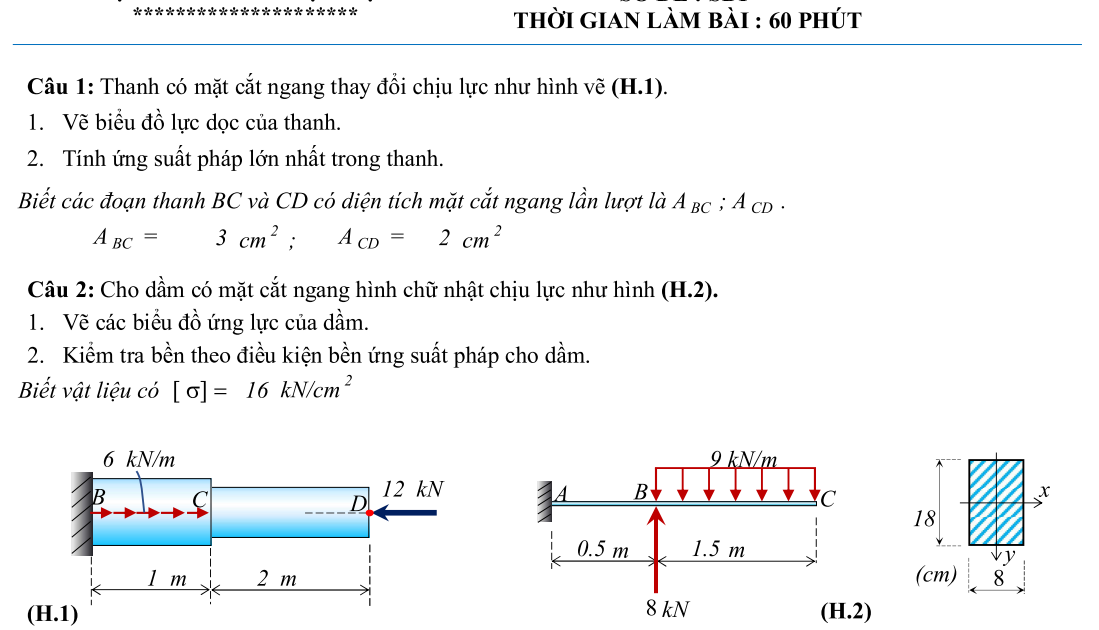 *********************
THỜI GIAN LÀM BÀI : 60 PHÚT
Câu 1: Thanh có mặt cắt ngang thay đổi chịu lực như hình vẽ (H.1).
1. Vẽ biểu đồ lực dọc của thanh.
2. Tính ứng suất pháp lớn nhất trong thanh.
Biết các đoạn thanh BC và CD có diện tích mặt cắt ngang lần lượt là A BC ; A CD .
A BC = 3 cm 2 ; A CD = 2 cm 2
Câu 2: Cho dầm có mặt cắt ngang hình chữ nhật chịu lực như hình (H.2).
1. Vẽ các biểu đồ ứng lực của dầm.
2. Kiểm tra bền theo điều kiện bền ứng suất pháp cho dầm.
Biết vật liệu có [ σ] = 16 kN/cm 2
6 kN/m
B C D 12 kN
1 m 2 m
(H.1)
9 kN/m
A B C
0.5 m 1.5 m
8 kN
(H.2)
x
18
y
(cm) 8